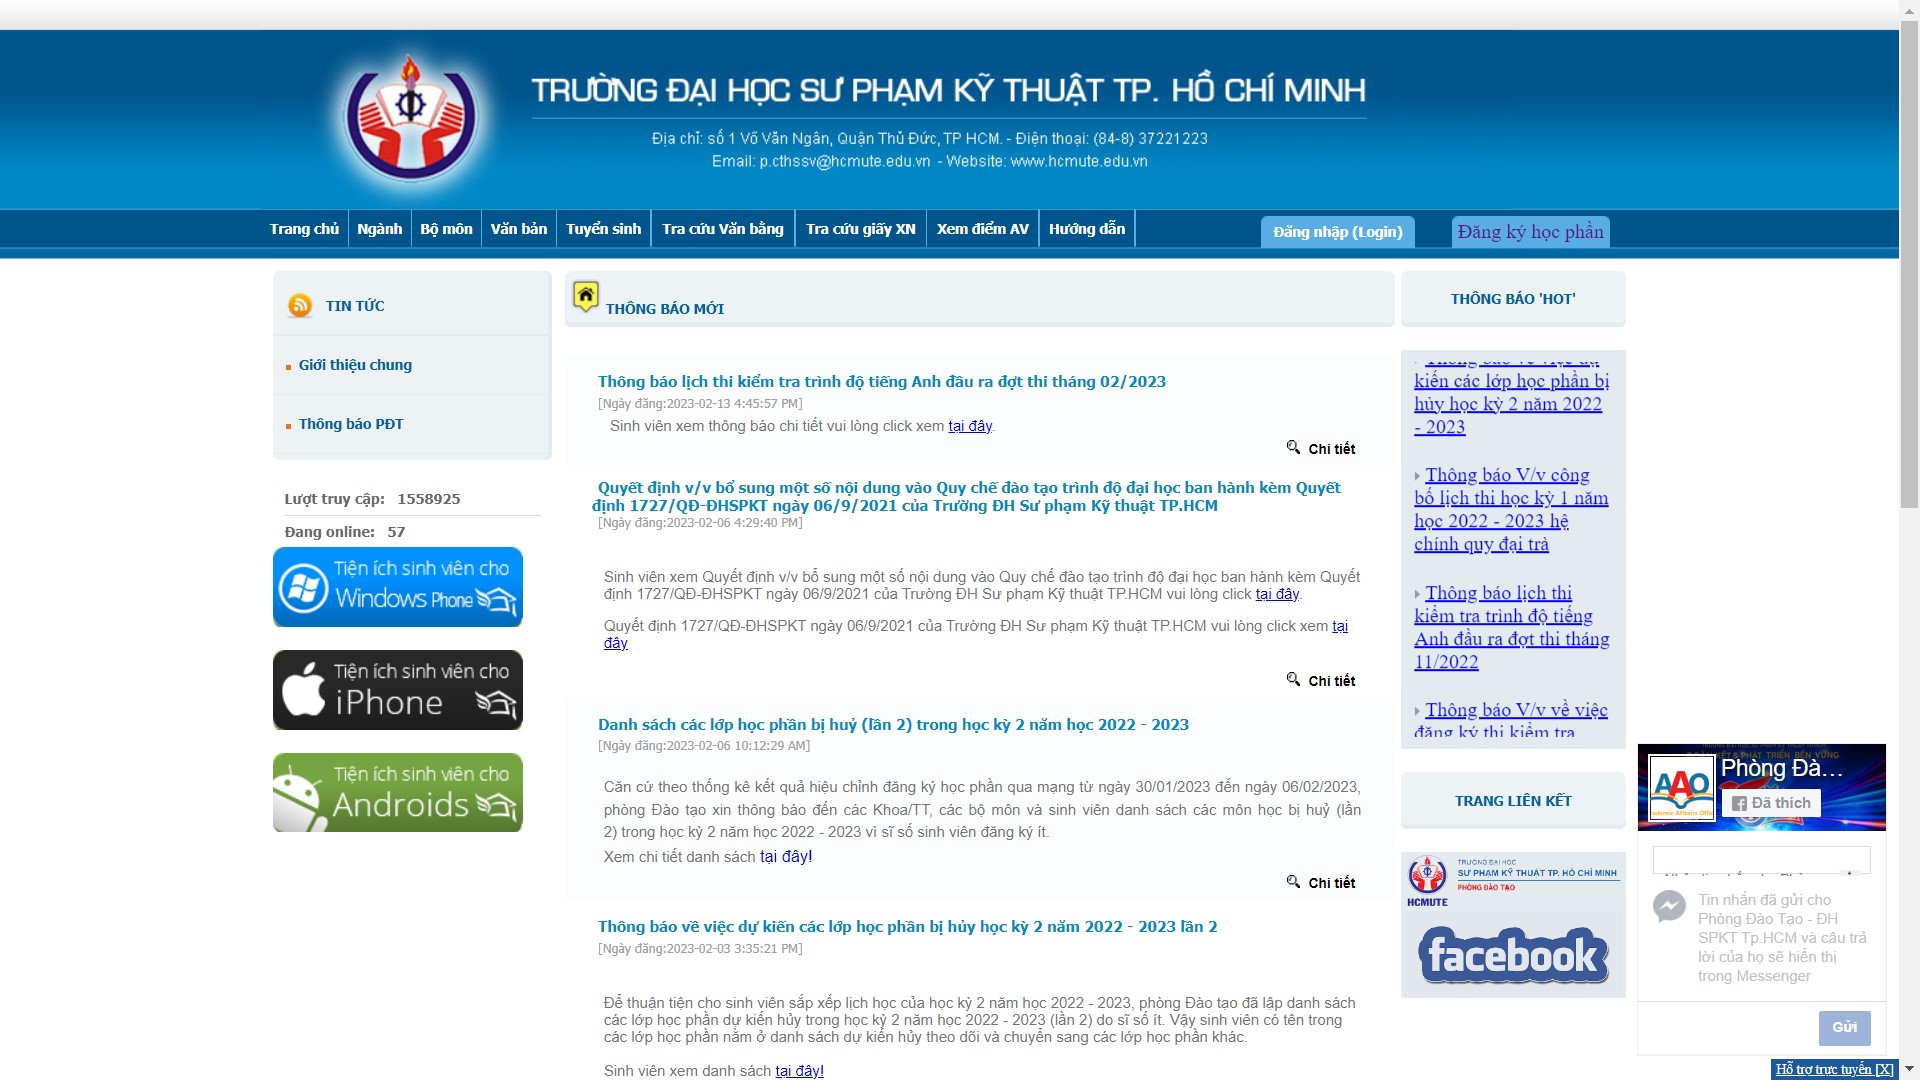 TRƯỜNG ĐẠI HỌC SƯ PHẠM KỸ THUẬT TP. HỒ CHÍ MINH
Địa chỉ: số 1 Võ Văn Ngân, Quận Thủ Đức, TP HCM. - Điện thoại: (84-8) 37221223
Email: p.cthssv@hcmute.edu.vn - Website: www.hcmute.edu.vn
Trang chủ Ngành Bộ môn Văn bản Tuyển sinh Tra cứu Văn bằng Tra cứu giấy XN Xem điểm AV Hướng dẫn Đăng nhập (Login) Đăng ký học phần
TIN TỨC
Giới thiệu chung
Thông báo PĐT
Lượt truy cập: 1558925
Đang online: 57
Tiện ích sinh viên cho
Windows Phone
Tiện ích sinh viên cho
iPhone
Tiện ích sinh viên cho
Androids
THÔNG BÁO MỚI
Thông báo lịch thi kiểm tra trình độ tiếng Anh đầu ra đợt thi tháng 02/2023
[Ngày đăng:2023-02-13 4:45:57 PM]
Sinh viên xem thông báo chi tiết vui lòng click xem tại đây.
Chi tiết
Quyết định v/v bổ sung một số nội dung vào Quy chế đào tạo trình độ đại học ban hành kèm Quyết
định 1727/QĐ-ĐHSPKT ngày 06/9/2021 của Trường ĐH Sư phạm Kỹ thuật TP.HCM
[Ngày đăng:2023-02-06 4:29:40 PM]
Sinh viên xem Quyết định v/v bổ sung một số nội dung vào Quy chế đào tạo trình độ đại học ban hành kèm Quyết
định 1727/QĐ-ĐHSPKT ngày 06/9/2021 của Trường ĐH Sư phạm Kỹ thuật TP.HCM vui lòng click tại đây.
Quyết định 1727/QĐ-ĐHSPKT ngày 06/9/2021 của Trường ĐH Sư phạm Kỹ thuật TP.HCM vui lòng click xem tại
đây
Chi tiết
Danh sách các lớp học phần bị huỷ (lần 2) trong học kỳ 2 năm học 2022 - 2023
[Ngày đăng:2023-02-06 10:12:29 AM]
Căn cứ theo thống kê kết quả hiệu chỉnh đăng ký học phần qua mạng từ ngày 30/01/2023 đến ngày 06/02/2023,
phòng Đào tạo xin thông báo đến các Khoa/TT, các bộ môn và sinh viên danh sách các môn học bị huỷ (lần
2) trong học kỳ 2 năm học 2022 - 2023 vì sĩ số sinh viên đăng ký ít.
Xem chi tiết danh sách tại đây!
Chi tiết
Thông báo về việc dự kiến các lớp học phần bị hủy học kỳ 2 năm 2022 - 2023 lần 2
[Ngày đăng:2023-02-03 3:35:21 PM]
Để thuận tiện cho sinh viên sắp xếp lịch học của học kỳ 2 năm học 2022 - 2023, phòng Đào tạo đã lập danh sách
các lớp học phần dự kiến hủy trong học kỳ 2 năm học 2022 - 2023 (lần 2) do sĩ số ít. Vậy sinh viên có tên trong
các lớp học phần nằm ở danh sách dự kiến hủy theo dõi và chuyển sang các lớp học phần khác.
Sinh viên xem danh sách tại đây!
THÔNG BÁO 'HOT'
Thông báo về việc dự
kiến các lớp học phần bị
hủy học kỳ 2 năm 2022
- 2023
Thông báo V/v công
bố lịch thi học kỳ 1 năm
học 2022 - 2023 hệ
chính quy đại trà
Thông báo lịch thi
kiểm tra trình độ tiếng
Anh đầu ra đợt thi tháng
11/2022
Thông báo V/v về việc
đăng ký thi kiểm tra
TRANG LIÊN KẾT
TRƯỜNG ĐẠI HỌC
SƯ PHẠM KỸ THUẬT TP. HỒ CHÍ MINH
PHÒNG ĐÀO TẠO
HCMUTE
facebook
AAO
Phòng Đà...
Đã thích
Tin nhắn đã gửi cho
Phòng Đào Tạo - ĐH
SPKT Tp.HCM và câu trả
lời của họ sẽ hiển thị
trong Messenger
Gửi
Hỗ trợ trực tuyến [X]